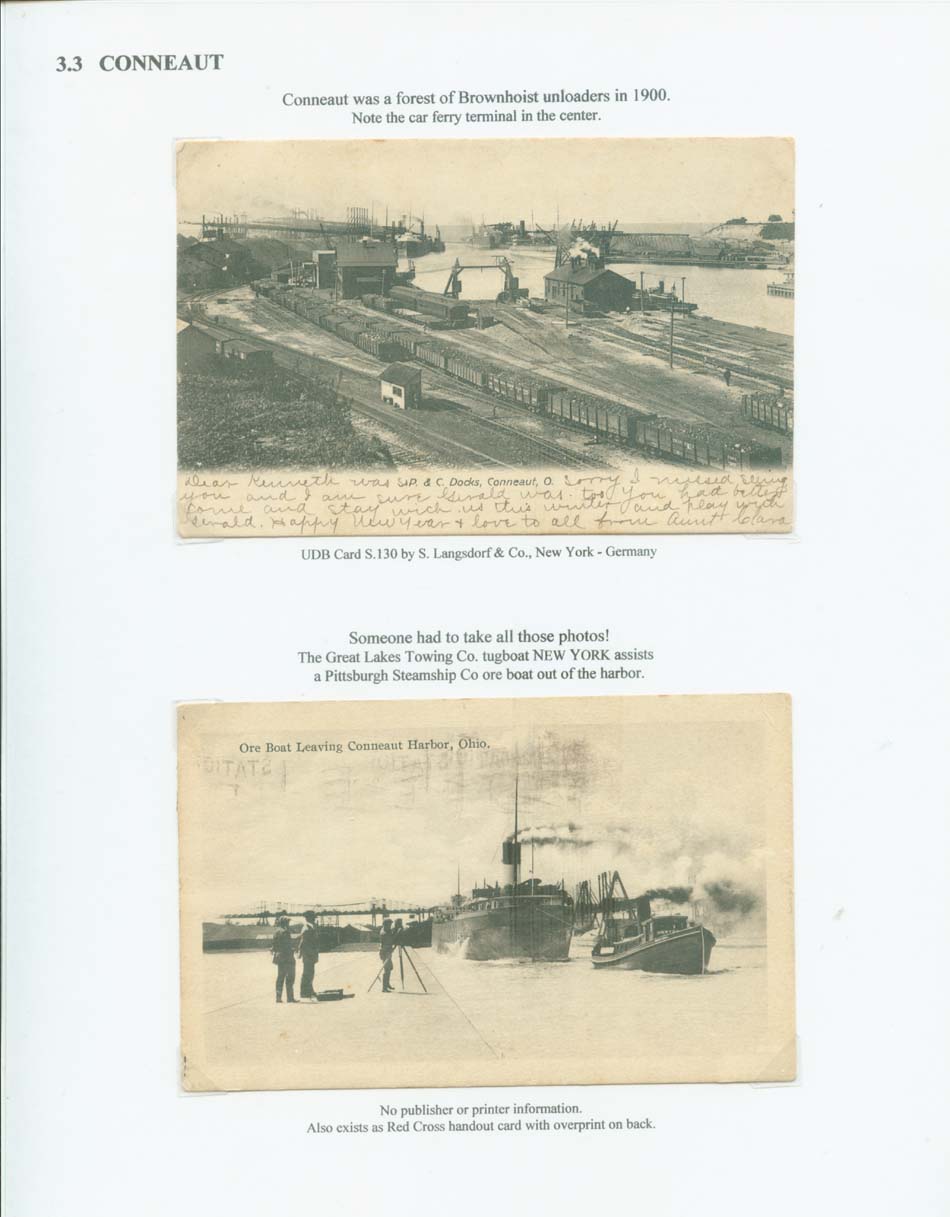 3.3 CONNEAUT
Conneaut was a forest of Brownhoist unloaders in 1900.
Note the car ferry terminal in the center.
P. & C. Docks, Conneaut, O.
Dear Kenneth was so sorry I missed seeing
you and I am sure Gerald was too you had better
come and stay with us this winter and play with
Gerald. Happy New Year & love to all from Aunt Clara
UDB Card S.130 by S. Langsdorf & Co., New York - Germany
Someone had to take all those photos!
The Great Lakes Towing Co. tugboat NEW YORK assists
a Pittsburgh Steamship Co ore boat out of the harbor.
Ore Boat Leaving Conneaut Harbor, Ohio.
No publisher or printer information.
Also exists as Red Cross handout card with overprint on back.